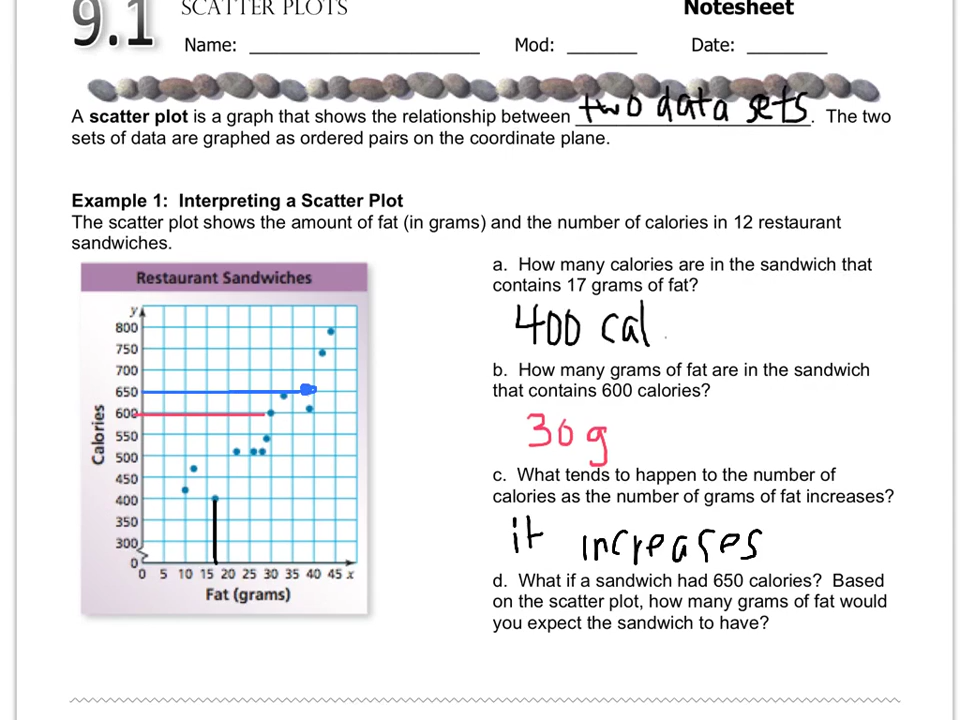 9.1 SCATTER PLOTS Notesheet
Name: ____________________ Mod: _______ Date: ________
A scatter plot is a graph that shows the relationship between two data sets. The two
sets of data are graphed as ordered pairs on the coordinate plane.
Example 1: Interpreting a Scatter Plot
The scatter plot shows the amount of fat (in grams) and the number of calories in 12 restaurant
sandwiches.
Restaurant Sandwiches
y
800
750
700
650
600
550
500
450
400
350
300
0
Calories
0 5 10 15 20 25 30 35 40 45 x
Fat (grams)
a. How many calories are in the sandwich that
contains 17 grams of fat?
400 cal
b. How many grams of fat are in the sandwich
that contains 600 calories?
30 g
c. What tends to happen to the number of
calories as the number of grams of fat increases?
it increases
d. What if a sandwich had 650 calories? Based
on the scatter plot, how many grams of fat would
you expect the sandwich to have?